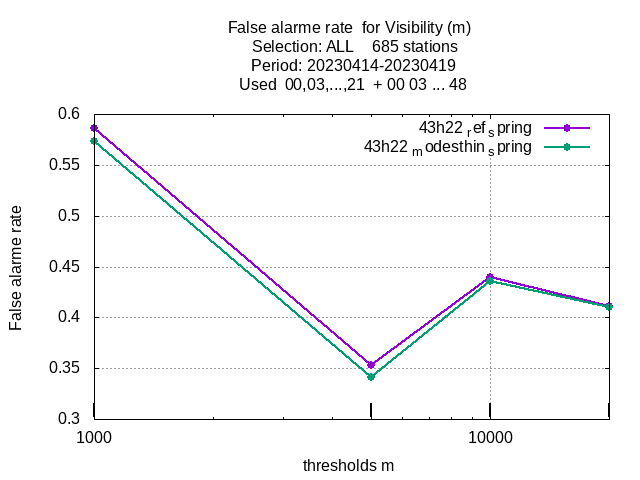 False alarme rate  for Visibility (m)
Selection: ALL    685 stations
Period: 20230414-20230419
Used  00,03,...,21  + 00 03 ... 48
0.6
43h22 ref spring
43h22 modesthin spring
0.55
0.5
0.45
0.4
0.35
0.3
False alarme rate
1000
10000
thresholds m